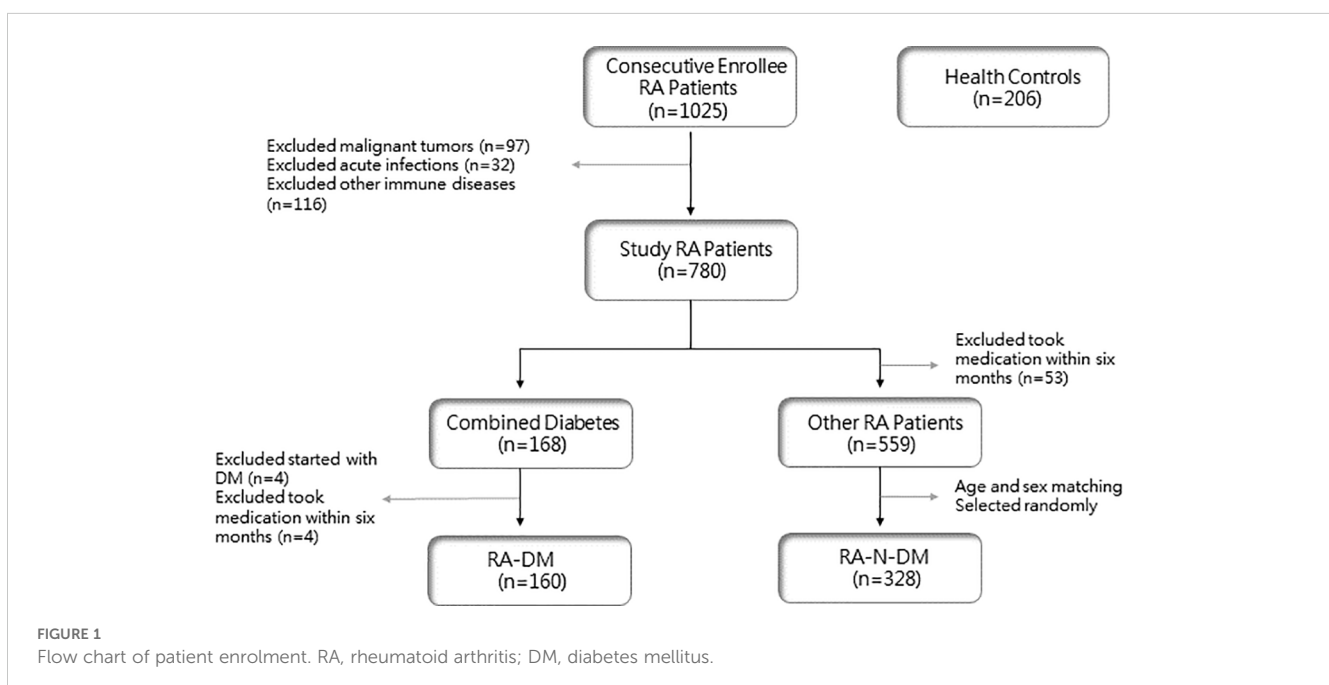 Consecutive Enrollee
RA Patients
(n=1025)
Health Controls
(n=206)
Excluded malignant tumors (n=97)
Excluded acute infections (n=32)
Excluded other immune diseases
(n=116)
Study RA Patients
(n=780)
Excluded took
medication within six
months (n=53)
Combined Diabetes
(n=168)
Other RA Patients
(n=559)
Excluded started with
DM (n=4)
Excluded took
medication within six
months (n=4)
Age and sex matching
Selected randomly
RA-DM
(n=160)
RA-N-DM
(n=328)
FIGURE 1
Flow chart of patient enrolment. RA, rheumatoid arthritis; DM, diabetes mellitus.